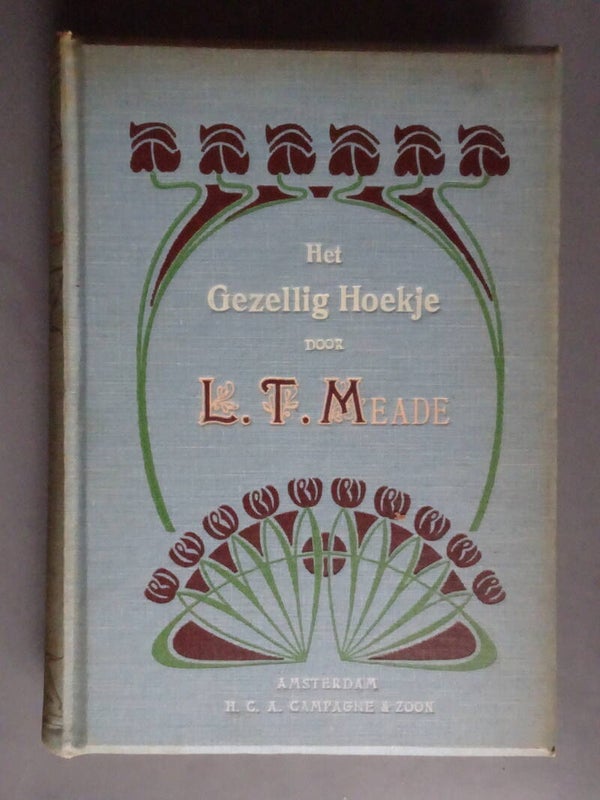 Het
Gezellig Hoekje
DOOR
L. T. MEADE
AMSTERDAM
H. C. A. CAMPAGNE & ZOON